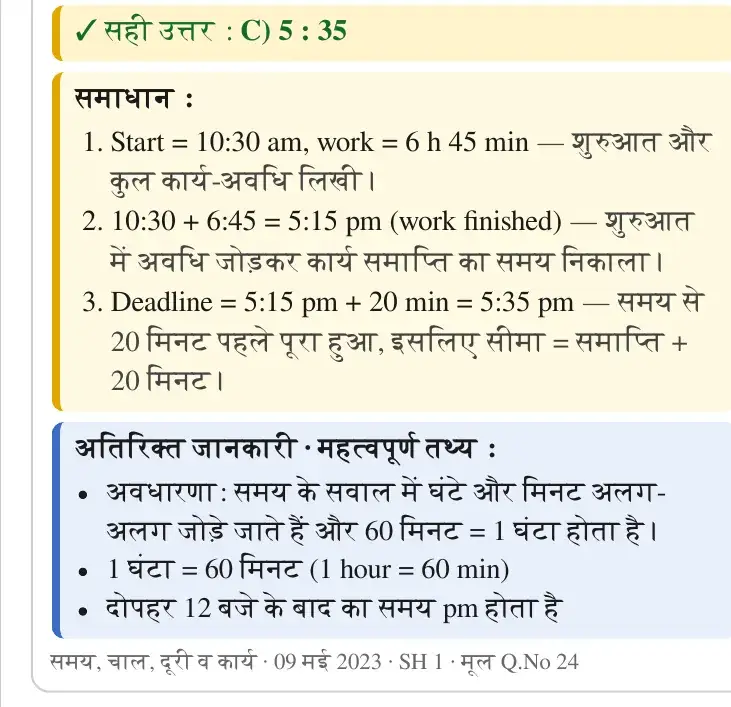 ✓ सही उत्तर : C) 5 : 35
समाधान :
1. Start = 10:30 am, work = 6 h 45 min — शुरुआत और
कुल कार्य-अवधि लिखी।
2. 10:30 + 6:45 = 5:15 pm (work finished) — शुरुआत
में अवधि जोड़कर कार्य समाप्ति का समय निकाला।
3. Deadline = 5:15 pm + 20 min = 5:35 pm — समय से
20 मिनट पहले पूरा हुआ, इसलिए सीमा = समाप्ति +
20 मिनट।
अतिरिक्त जानकारी · महत्वपूर्ण तथ्य :
• अवधारणा : समय के सवाल में घंटे और मिनट अलग-
अलग जोड़े जाते हैं और 60 मिनट = 1 घंटा होता है।
• 1 घंटा = 60 मिनट (1 hour = 60 min)
• दोपहर 12 बजे के बाद का समय pm होता है
समय, चाल, दूरी व कार्य · 09 मई 2023 · SH 1 · मूल Q.No 24